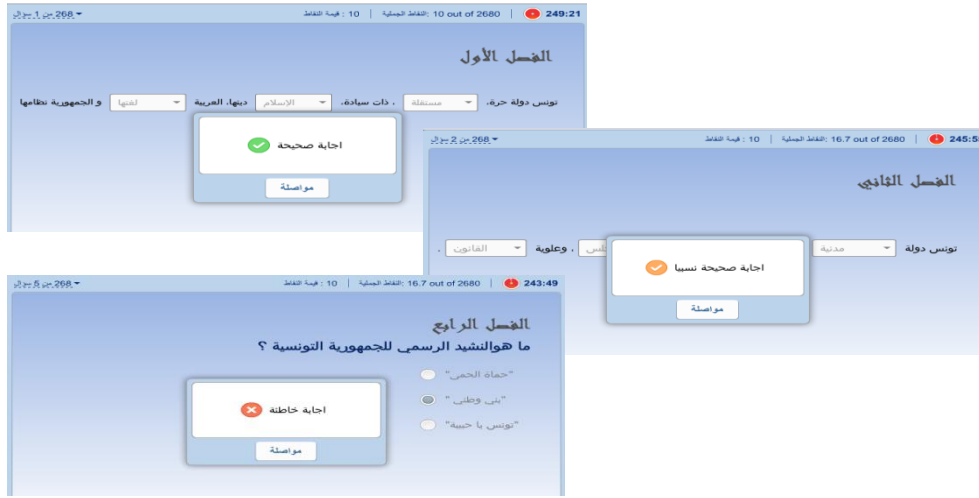 249:21 | 10 out of 2680 :النقاط الجملية | 10 : قيمة النقاط
268 من 1 سؤال
الفصل الأول
تونس دولة حرة، مستقلة ، ذات سيادة، الإسلام دينها، العربية لغتها و الجمهورية نظامها
اجابة صحيحة
مواصلة
245:5 | 16.7 out of 2680 :النقاط الجملية | 10 : قيمة النقاط
268 من 2 سؤال
الفصل الثاني
تونس دولة مدنية ، وعلوية القانون .
اجابة صحيحة نسبيا
مواصلة
243:49 | 16.7 out of 2680 :النقاط الجملية | 10 : قيمة النقاط
268 من 5 سؤال
الفصل الرابع
ما هوالنشيد الرسمي للجمهورية التونسية ؟
"حماة الحمى"
"بني وطني "
"تونس يا حبيبة"
اجابة خاطئة
مواصلة